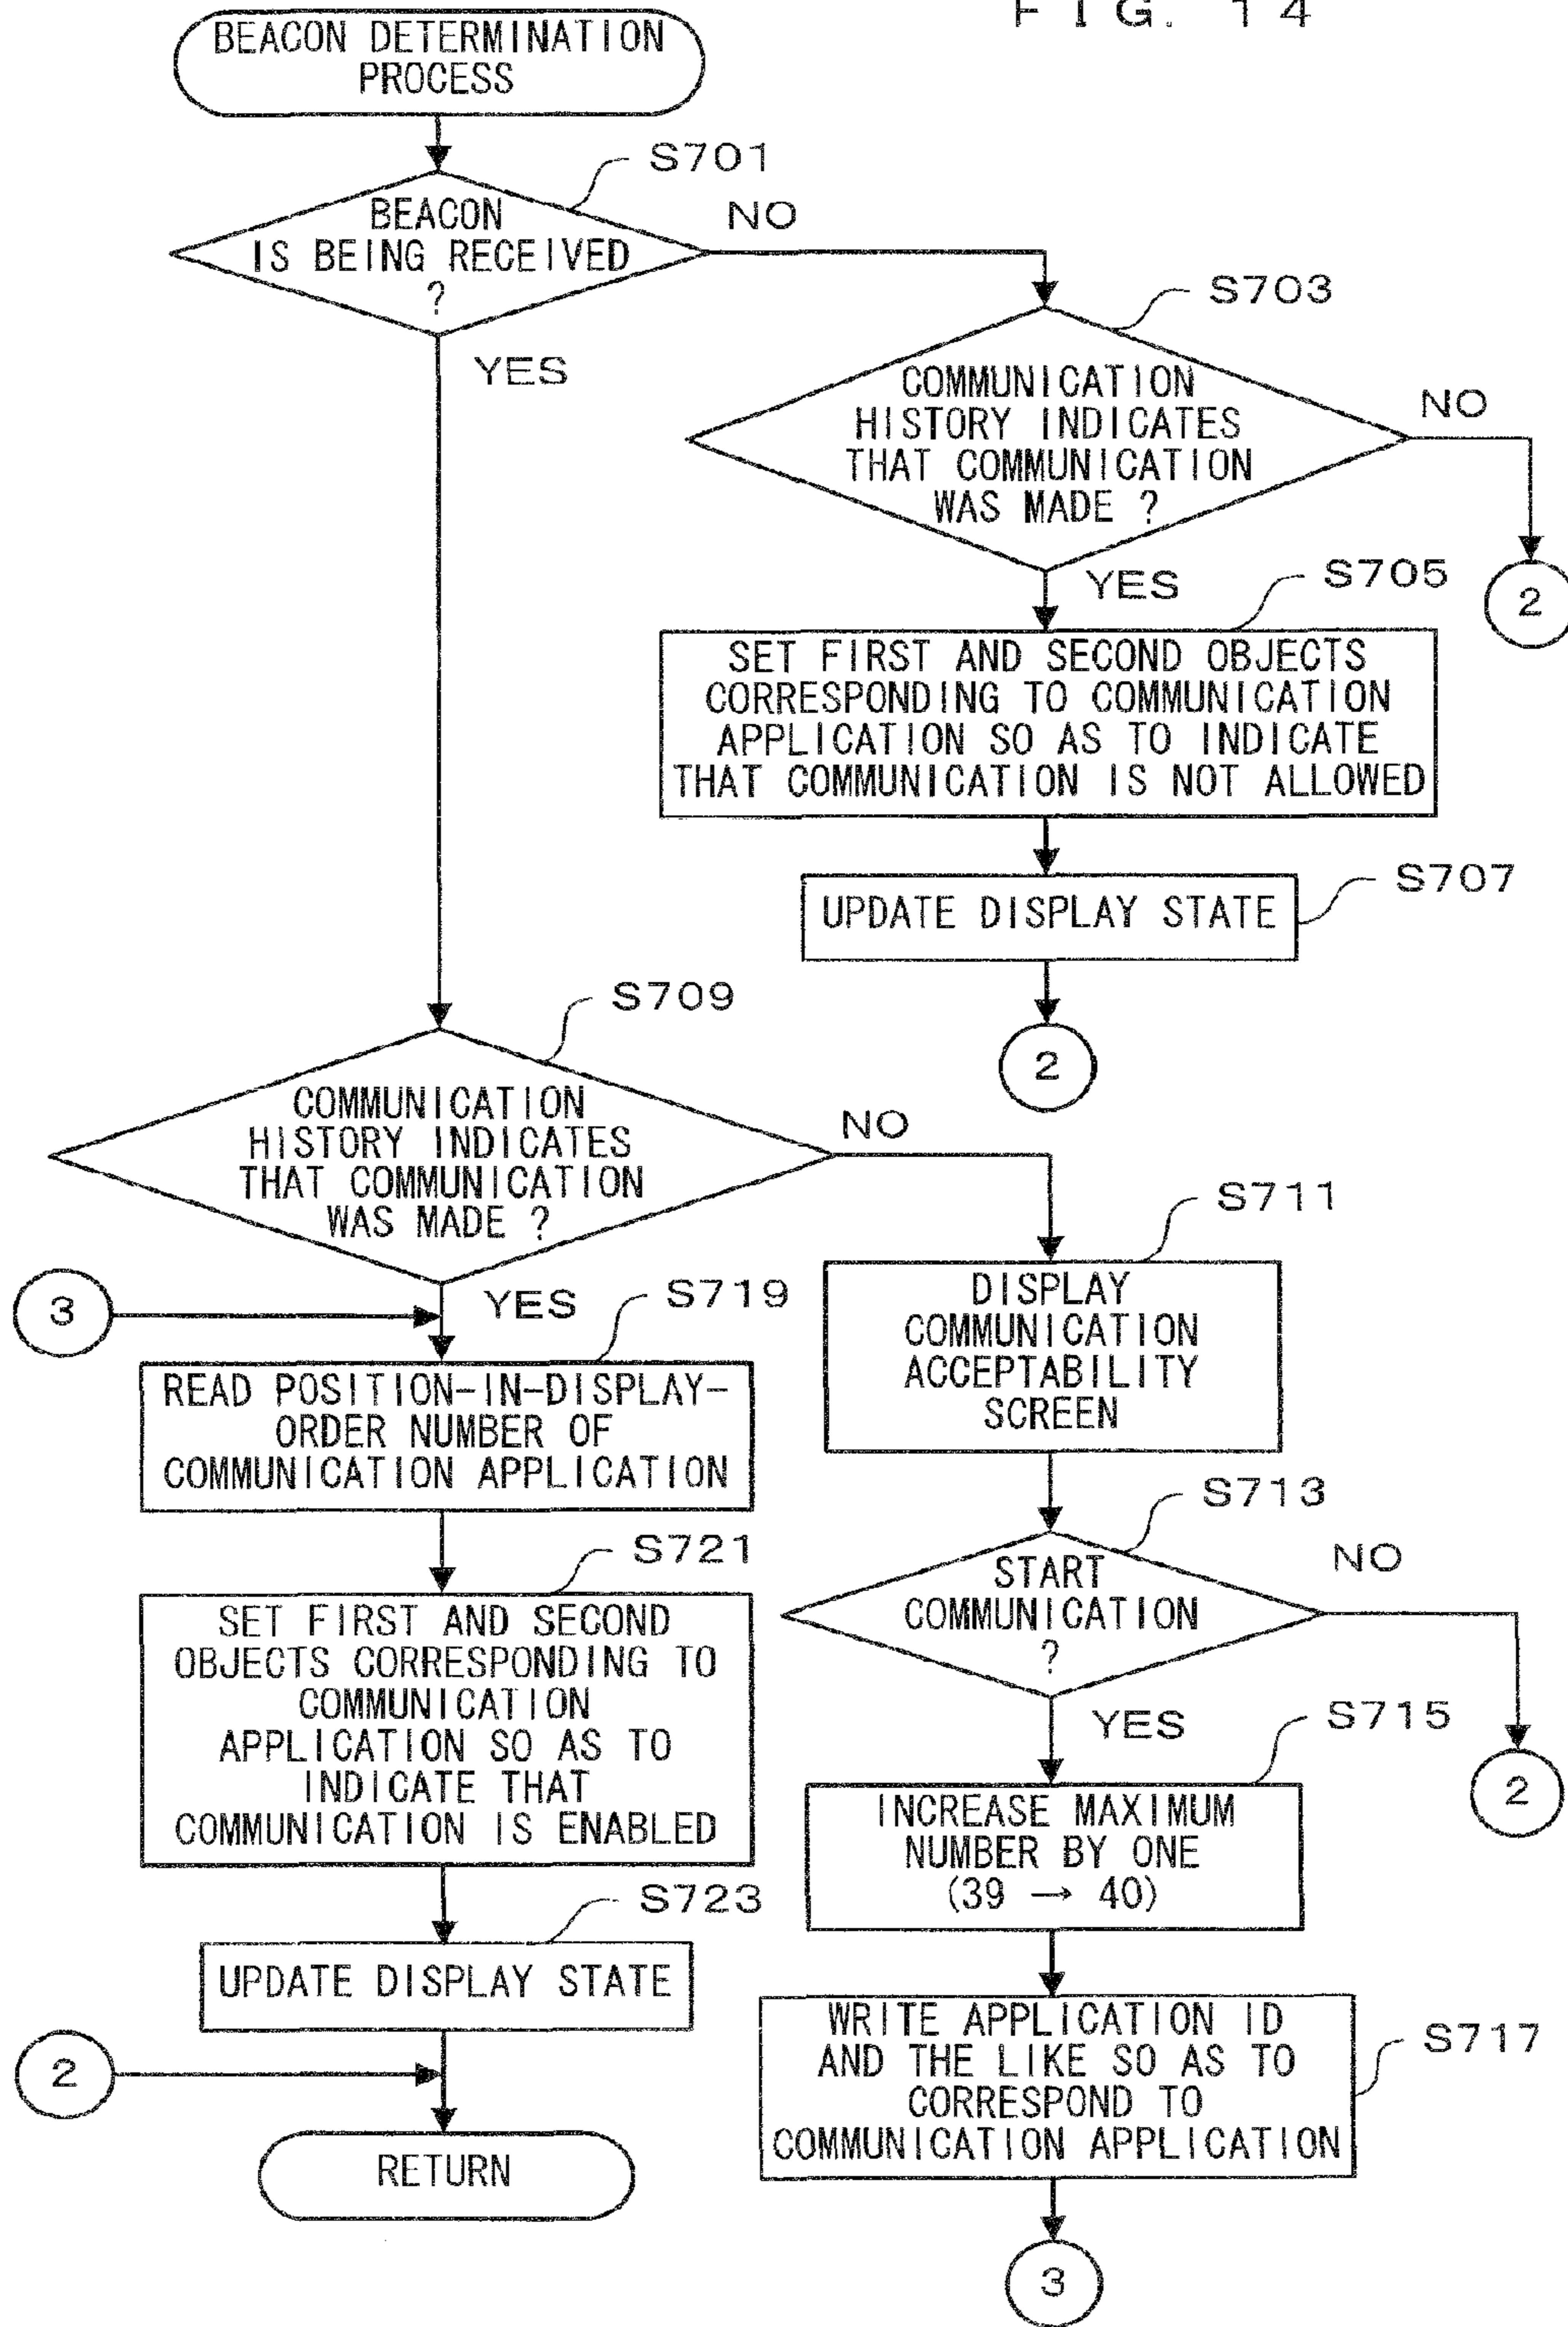 FIG. 14
BEACON DETERMINATION
PROCESS
S701
BEACON
IS BEING RECEIVED
?
NO
YES
S703
COMMUNICATION
HISTORY INDICATES
THAT COMMUNICATION
WAS MADE ?
NO
2
YES
S705
SET FIRST AND SECOND OBJECTS
CORRESPONDING TO COMMUNICATION
APPLICATION SO AS TO INDICATE
THAT COMMUNICATION IS NOT ALLOWED
S707
UPDATE DISPLAY STATE
2
S709
COMMUNICATION
HISTORY INDICATES
THAT COMMUNICATION
WAS MADE ?
NO
YES
3
S711
DISPLAY
COMMUNICATION
ACCEPTABILITY
SCREEN
S713
START
COMMUNICATION
?
NO
2
YES
S715
INCREASE MAXIMUM
NUMBER BY ONE
(39 → 40)
S717
WRITE APPLICATION ID
AND THE LIKE SO AS TO
CORRESPOND TO
COMMUNICATION APPLICATION
3
S719
READ POSITION-IN-DISPLAY-
ORDER NUMBER OF
COMMUNICATION APPLICATION
S721
SET FIRST AND SECOND
OBJECTS CORRESPONDING TO
COMMUNICATION
APPLICATION SO AS TO
INDICATE THAT
COMMUNICATION IS ENABLED
S723
UPDATE DISPLAY STATE
2
RETURN